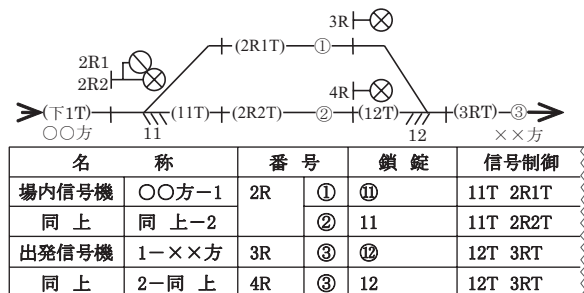 3R
2R1
2R2
(2R1T)
①
4R
(下1T)
(11T)
(2R2T)
②
(12T)
(3RT)
③
○○方
11
12
××方
名 称 番 号 鎖 錠 信号制御
場内信号機 ○○方−1 2R ① ⑪ 11T 2R1T
同 上 同 上−2 ② 11 11T 2R2T
出発信号機 1−××方 3R ③ ⑫ 12T 3RT
同 上 2−同 上 4R ③ 12 12T 3RT